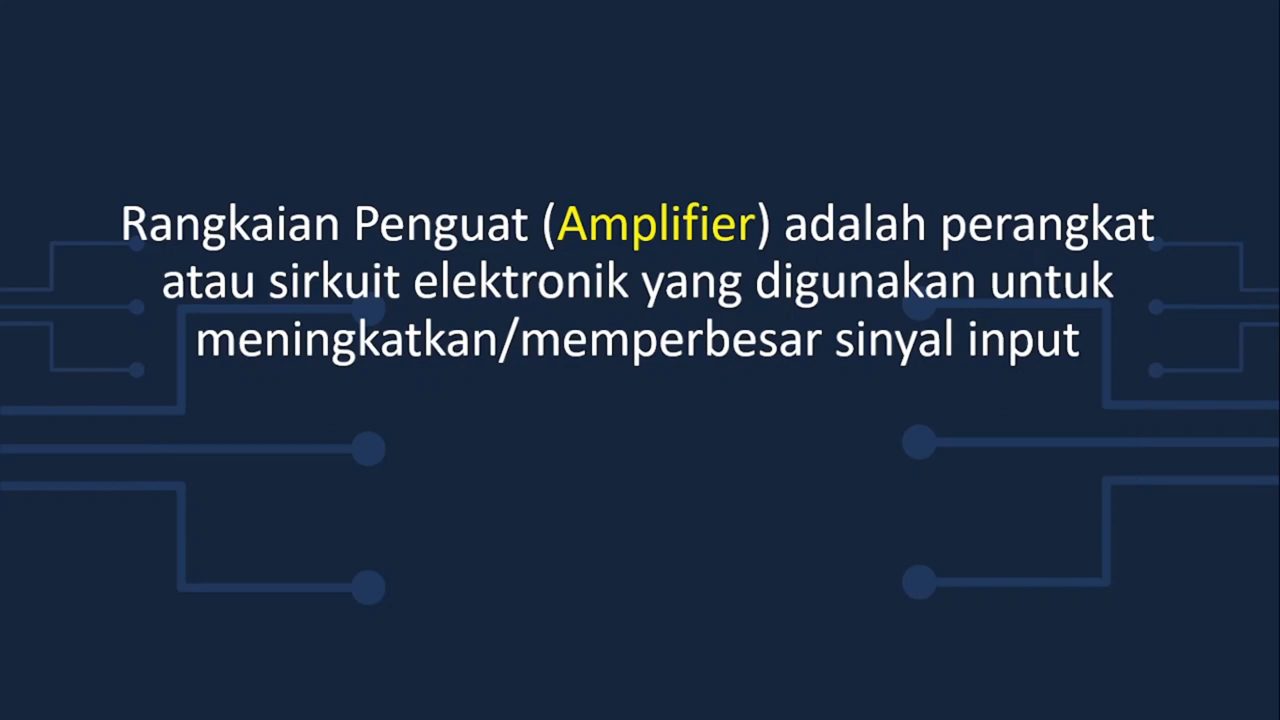 Rangkaian Penguat (Amplifier) adalah perangkat
atau sirkuit elektronik yang digunakan untuk
meningkatkan/memperbesar sinyal input